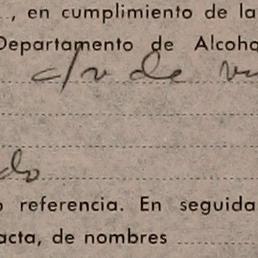 , en cumplimiento de la
Departamento de Alcoho
c/v de
do
referencia. En seguida
acta, de nombres